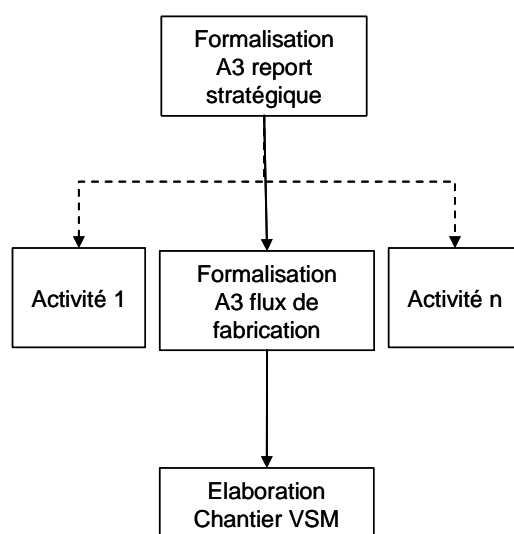 Formalisation
A3 report
stratégique
Activité 1
Formalisation
A3 flux de
fabrication
Activité n
Elaboration
Chantier VSM